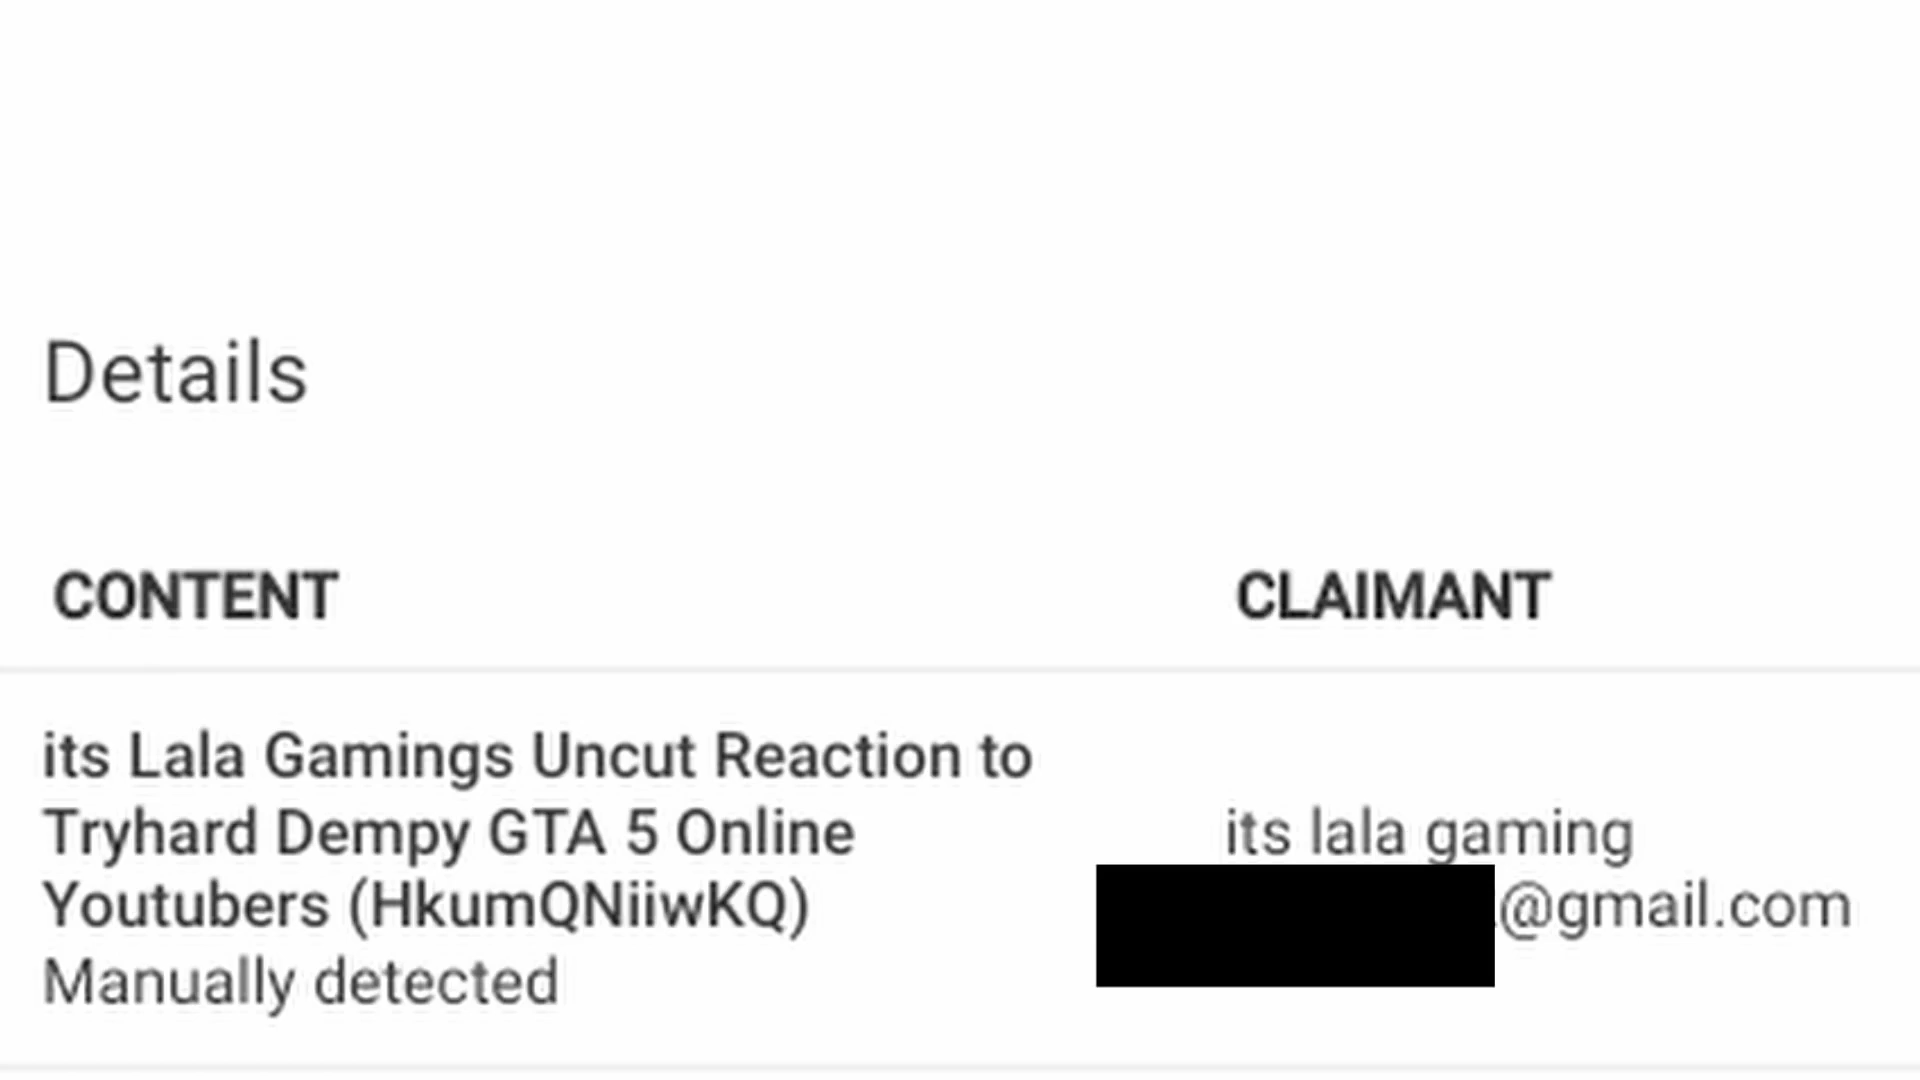 Details
CONTENT
CLAIMANT
its Lala Gamings Uncut Reaction to
Tryhard Dempy GTA 5 Online
Youtubers (HkumQNiiwKQ)
Manually detected
its lala gaming
@gmail.com